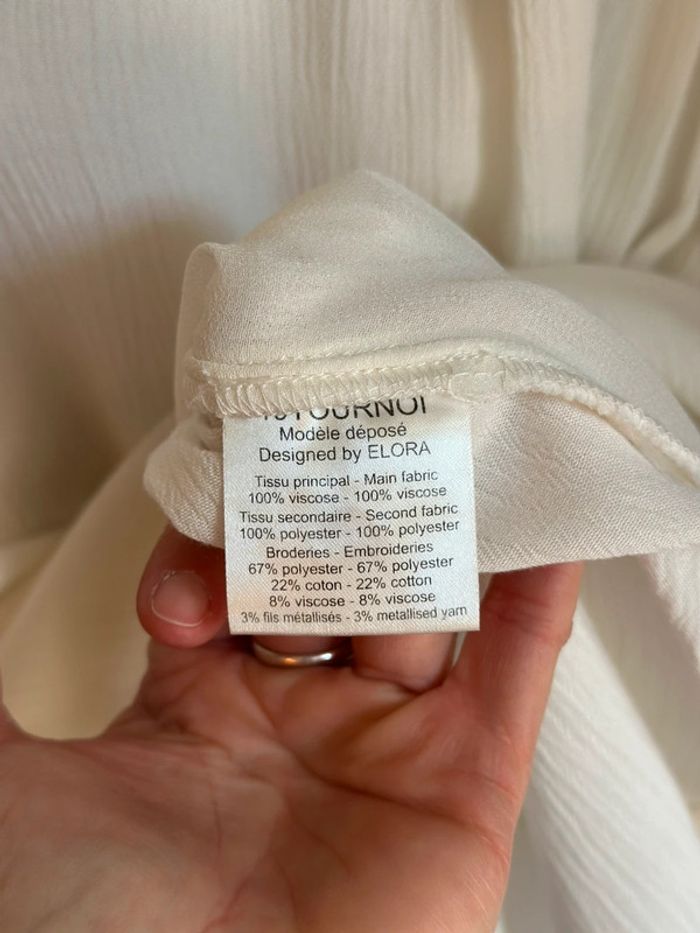 TOURNOI
Modèle déposé
Designed by ELORA
Tissu principal - Main fabric
100% viscose - 100% viscose
Tissu secondaire - Second fabric
100% polyester - 100% polyester
Broderies - Embroideries
67% polyester - 67% polyester
22% coton - 22% cotton
8% viscose - 8% viscose
3% fils métallisés - 3% metallised yarn